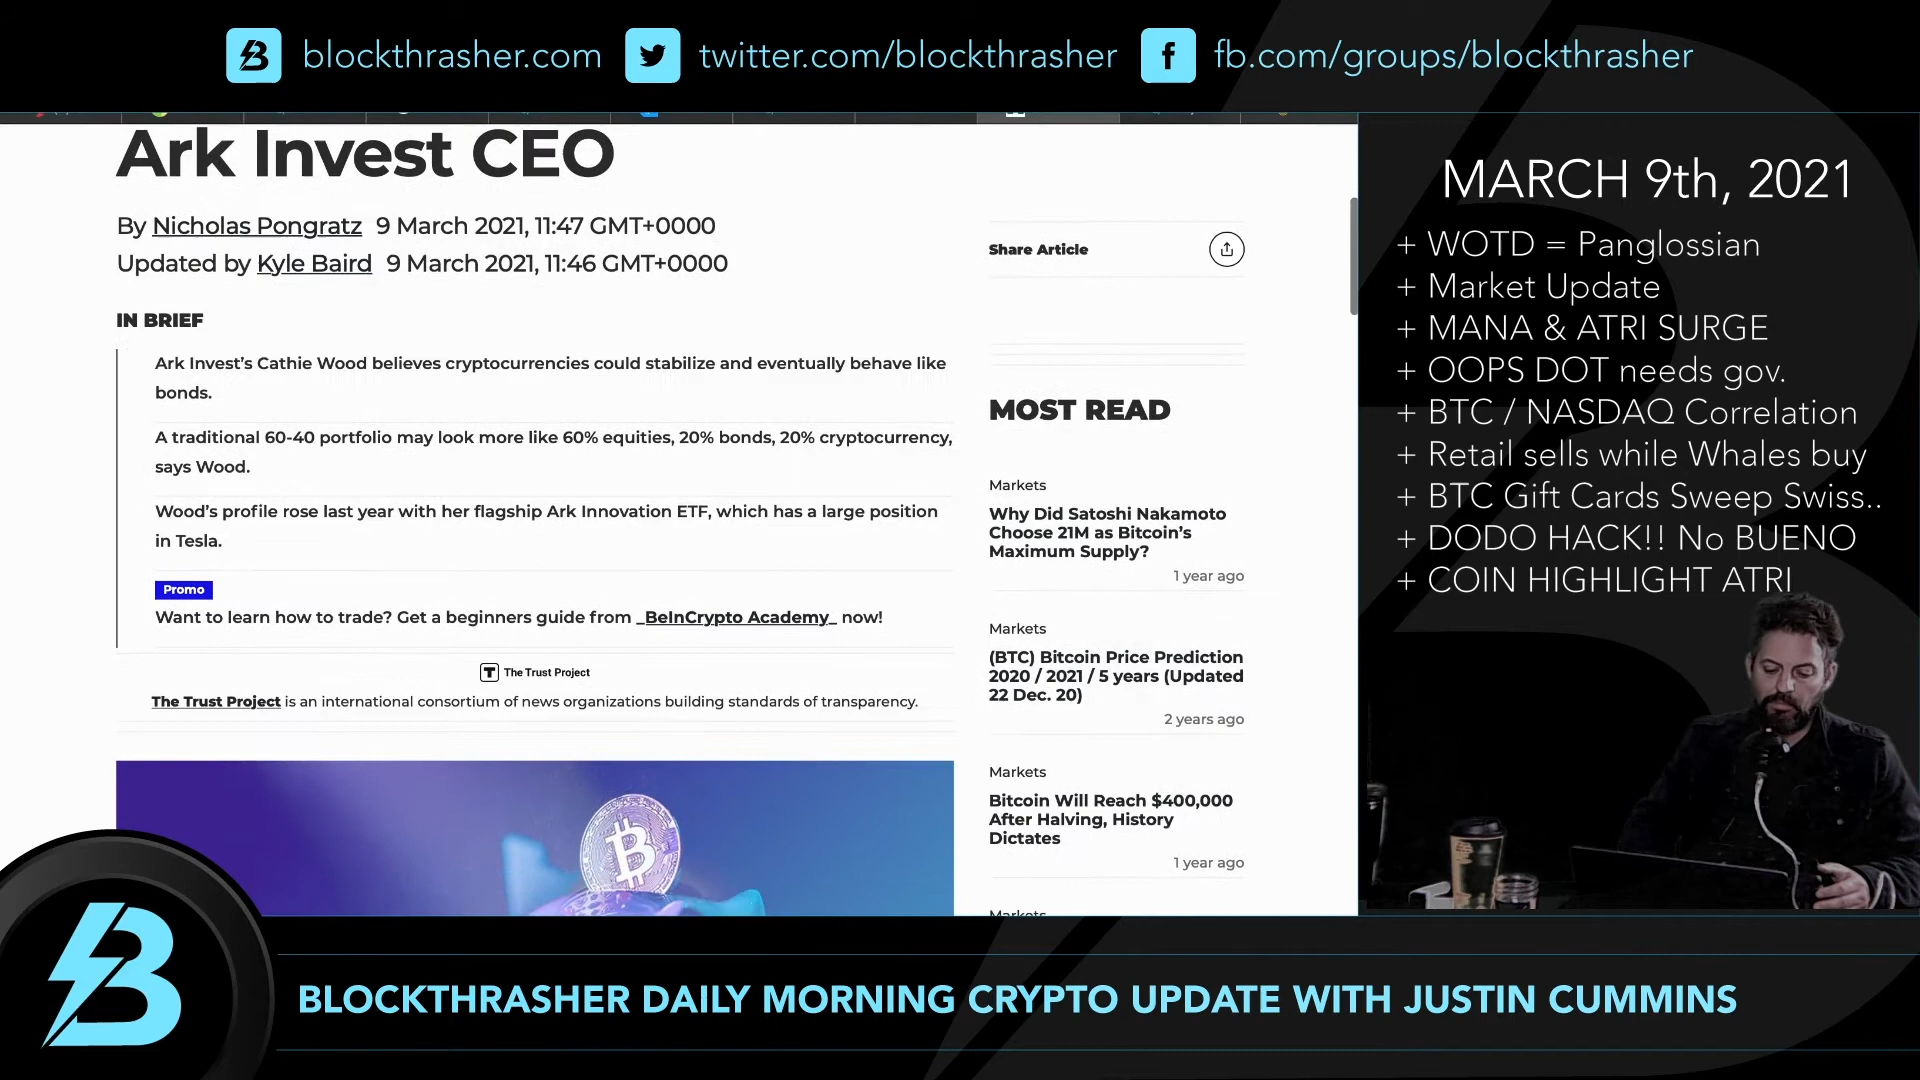 blockthrasher.com
twitter.com/blockthrasher
fb.com/groups/blockthrasher
Ark Invest CEO
By Nicholas Pongratz 9 March 2021, 11:47 GMT+0000
Updated by Kyle Baird 9 March 2021, 11:46 GMT+0000
IN BRIEF
Ark Invest's Cathie Wood believes cryptocurrencies could stabilize and eventually behave like
bonds.
A traditional 60-40 portfolio may look more like 60% equities, 20% bonds, 20% cryptocurrency,
says Wood.
Wood's profile rose last year with her flagship Ark Innovation ETF, which has a large position
in Tesla.
Promo
Want to learn how to trade? Get a beginners guide from _BeInCrypto Academy_ now!
The Trust Project
The Trust Project is an international consortium of news organizations building standards of transparency.
Share Article
MOST READ
Markets
Why Did Satoshi Nakamoto
Choose 21M as Bitcoin's
Maximum Supply?
1 year ago
Markets
(BTC) Bitcoin Price Prediction
2020 / 2021 / 5 years (Updated
22 Dec. 20)
2 years ago
Markets
Bitcoin Will Reach $400,000
After Halving, History
Dictates
1 year ago
Markets
MARCH 9th, 2021
+ WOTD = Panglossian
+ Market Update
+ MANA & ATRI SURGE
+ OOPS DOT needs gov.
+ BTC / NASDAQ Correlation
+ Retail sells while Whales buy
+ BTC Gift Cards Sweep Swiss..
+ DODO HACK!! No BUENO
+ COIN HIGHLIGHT ATRI
BLOCKTHRASHER DAILY MORNING CRYPTO UPDATE WITH JUSTIN CUMMINS